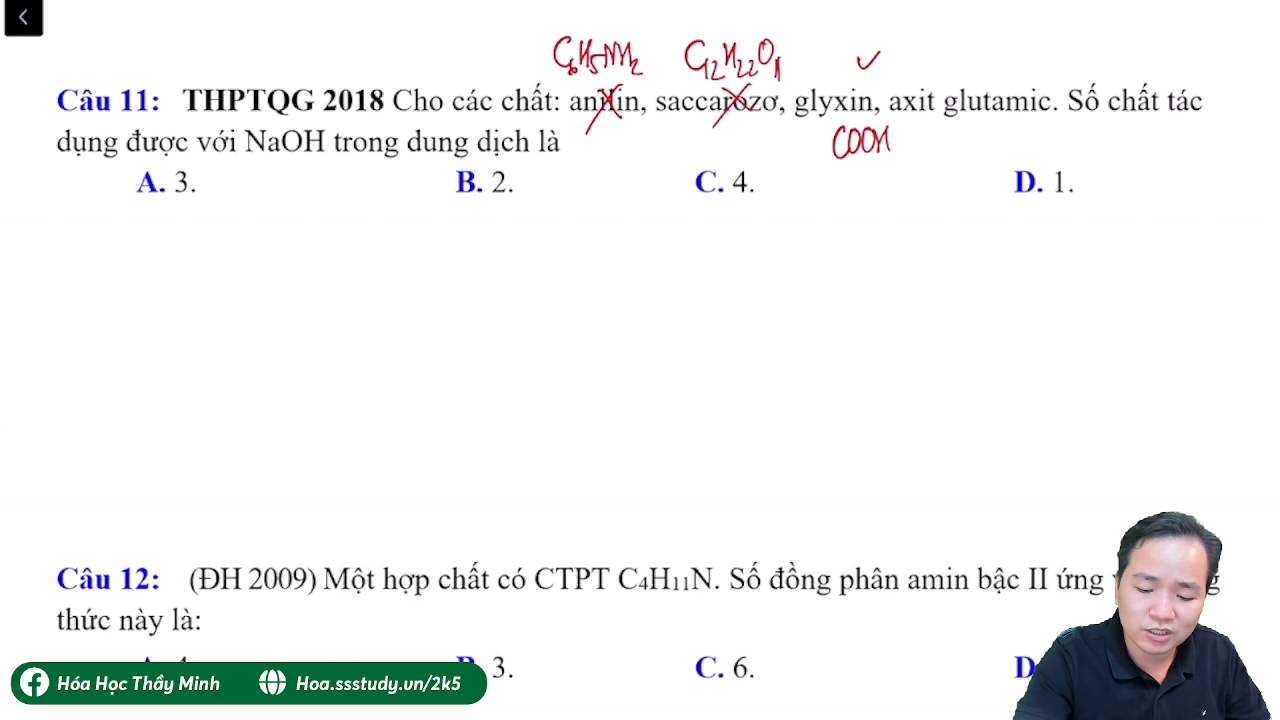 C6H5NH2 C12H22O1
Câu 11: THPTQG 2018 Cho các chất: anilin, saccarozơ, glyxin, axit glutamic. Số chất tác
COOH
dụng được với NaOH trong dung dịch là
A. 3. B. 2. C. 4. D. 1.
Câu 12: (ĐH 2009) Một hợp chất có CTPT C4H11N. Số đồng phân amin bậc II ứng
thức này là:
3. C. 6. D
Hóa Học Thầy Minh Hoa.ssstudy.vn/2k5